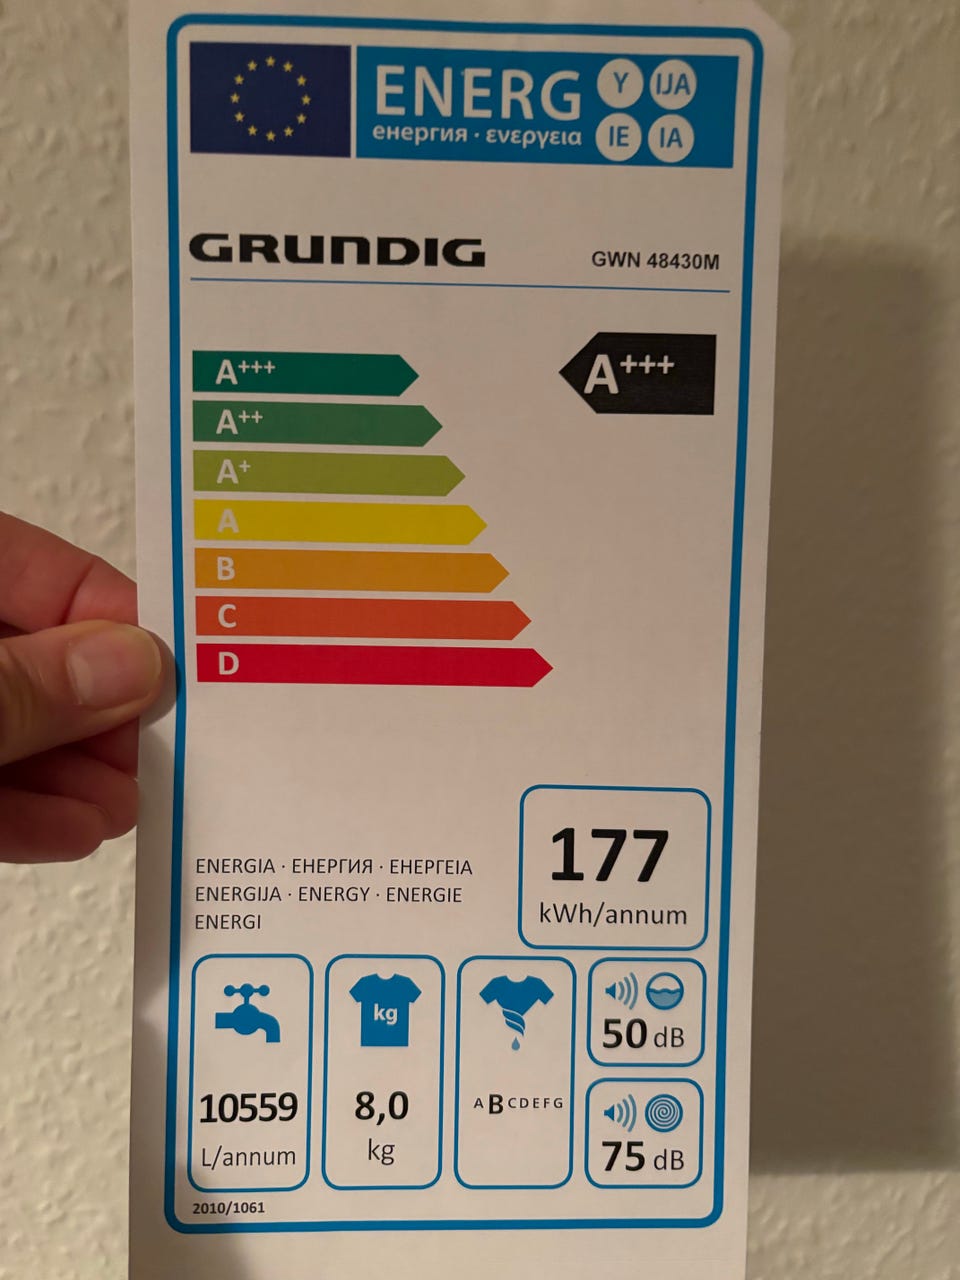 ENERG Y IJA
енергия · ενεργεια IE IA
GRUNDIG GWN 48430M
A+++ A+++
A++
A+
A
B
C
D
177
kWh/annum
ENERGIA · ЕНЕРГИЯ · ΕΝΕΡΓΕΙΑ
ENERGIJA · ENERGY · ENERGIE
ENERGI
kg
10559
L/annum
8,0
kg
ABCDEFG
50 dB
75 dB
2010/1061